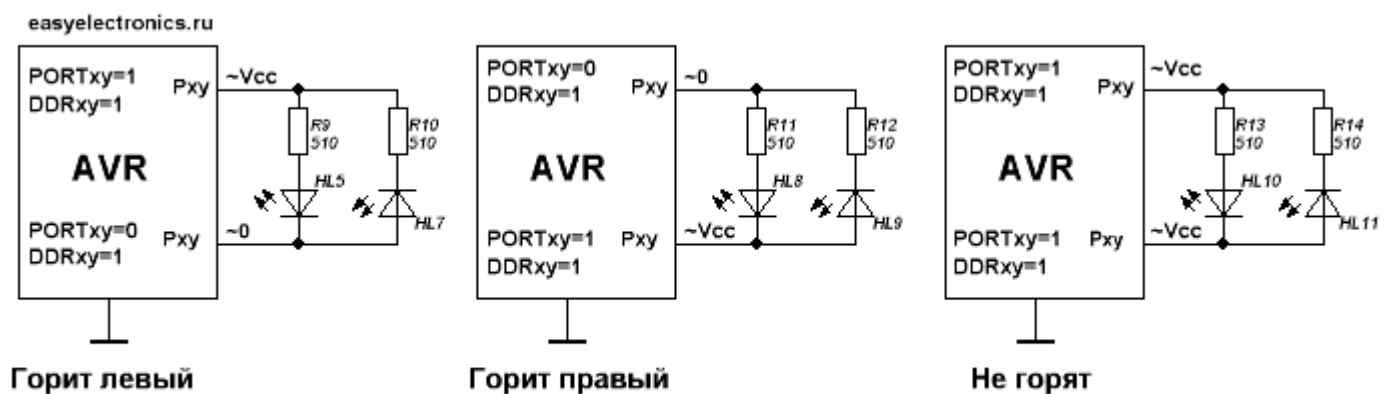 easyelectronics.ru
PORTxy=1
DDRxy=1
Pxy
~Vcc
R9
510
R10
510
AVR
HL5
HL7
PORTxy=0
DDRxy=1
Pxy
~0
Горит левый
PORTxy=0
DDRxy=1
Pxy
~0
R11
510
R12
510
AVR
HL8
HL9
PORTxy=1
DDRxy=1
Pxy
~Vcc
Горит правый
PORTxy=1
DDRxy=1
Pxy
~Vcc
R13
510
R14
510
AVR
HL10
HL11
PORTxy=1
DDRxy=1
Pxy
~Vcc
Не горят